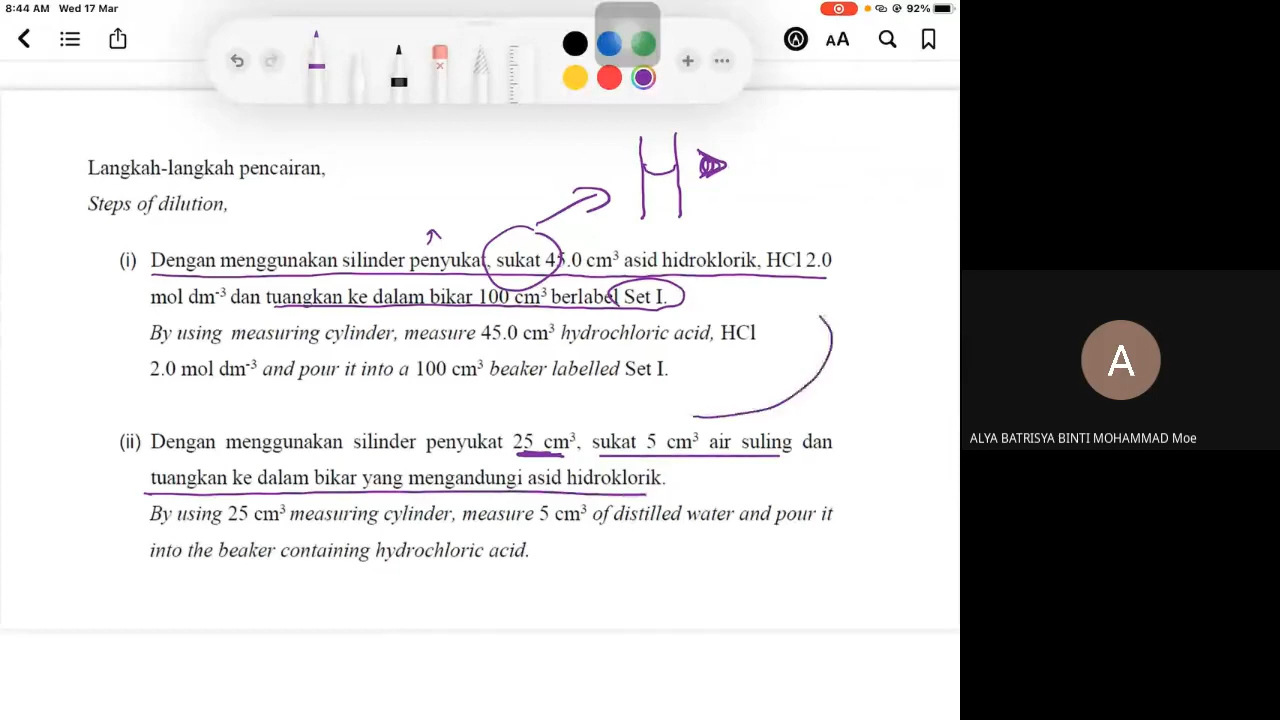 8:44 AM Wed 17 Mar
92%
AA
Langkah-langkah pencairan,
Steps of dilution,
(i) Dengan menggunakan silinder penyukat, sukat 45.0 cm³ asid hidroklorik, HCl 2.0
mol dm⁻³ dan tuangkan ke dalam bikar 100 cm³ berlabel Set I.
By using measuring cylinder, measure 45.0 cm³ hydrochloric acid, HCl
2.0 mol dm⁻³ and pour it into a 100 cm³ beaker labelled Set I.
(ii) Dengan menggunakan silinder penyukat 25 cm³, sukat 5 cm³ air suling dan
tuangkan ke dalam bikar yang mengandungi asid hidroklorik.
By using 25 cm³ measuring cylinder, measure 5 cm³ of distilled water and pour it
into the beaker containing hydrochloric acid.
A
ALYA BATRISYA BINTI MOHAMMAD Moe